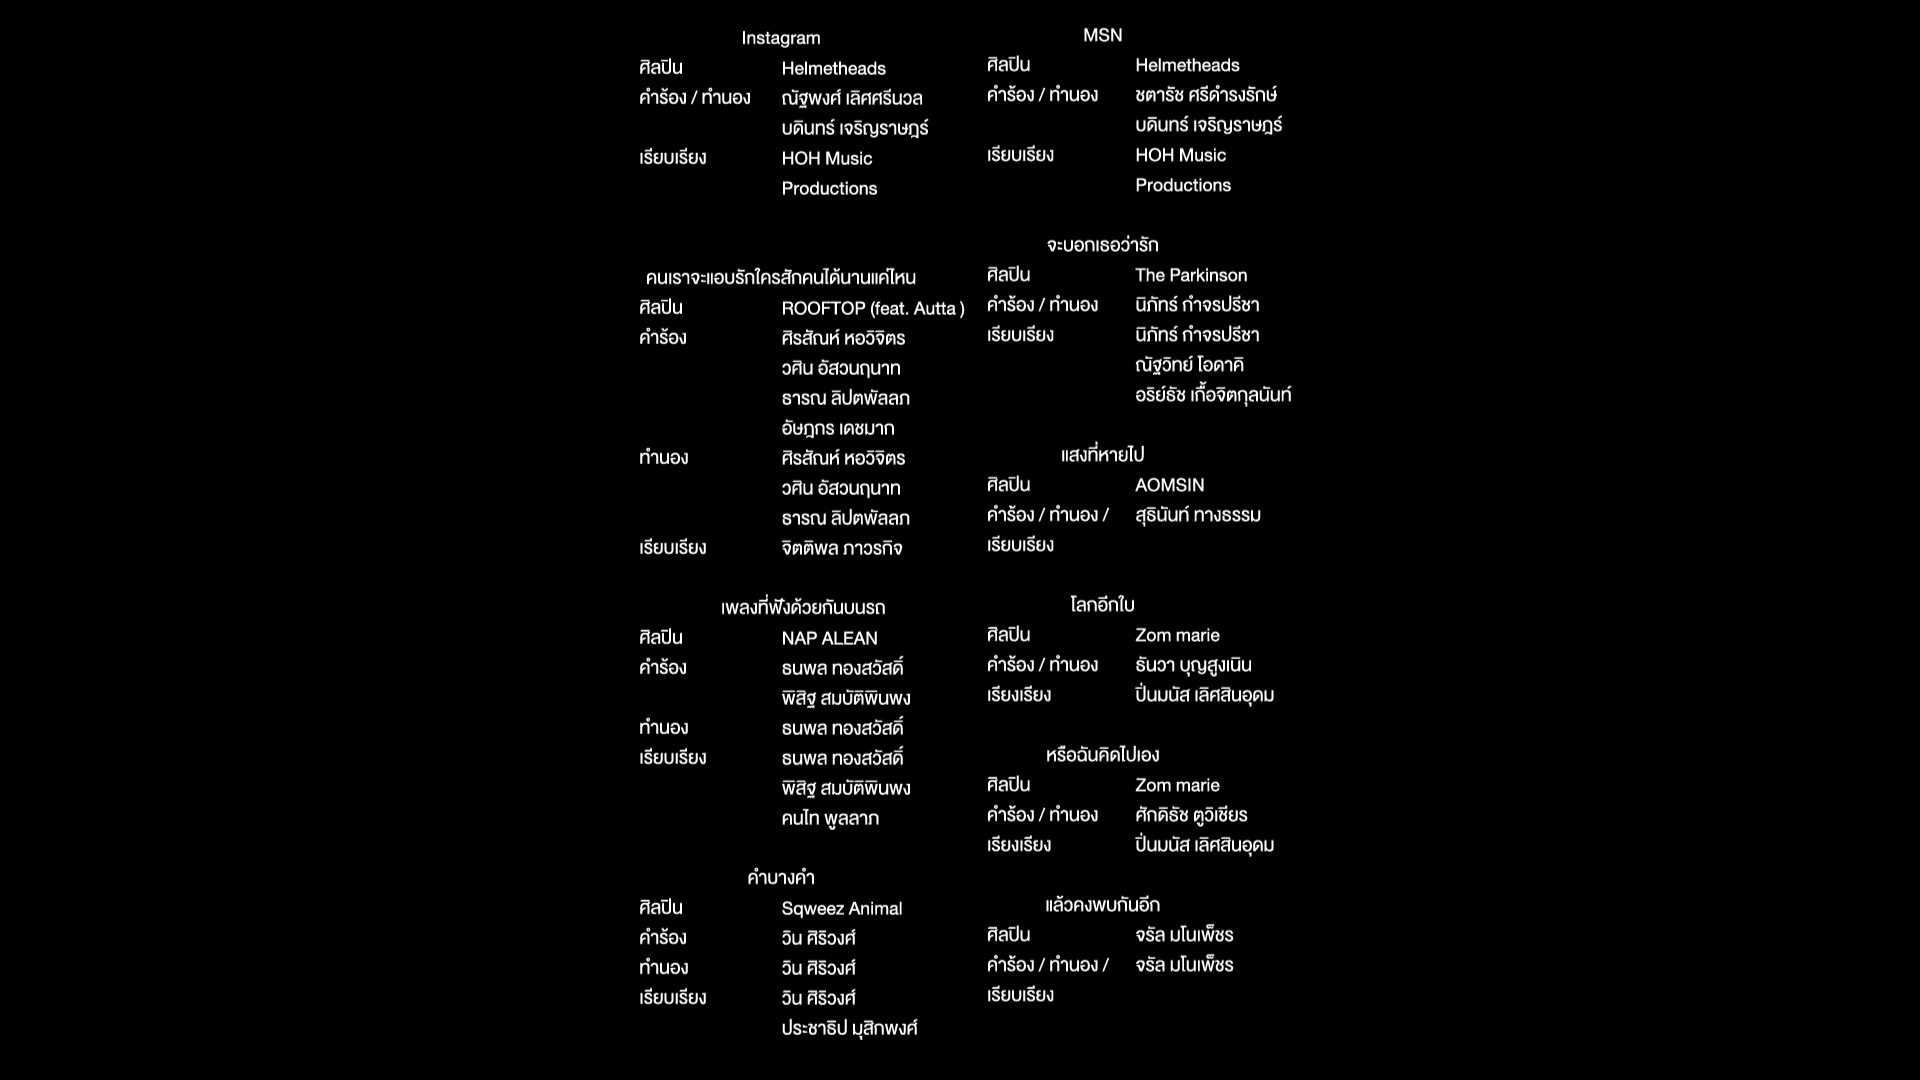 Instagram
ศิลปิน Helmetheads
คำร้อง / ทำนอง ณัฐพงศ์ เลิศศรีนวล
บดินทร์ เจริญราษฎร์
เรียบเรียง HOH Music
Productions
คนเราจะแอบรักใครสักคนได้นานแค่ไหน
ศิลปิน ROOFTOP (feat. Autta )
คำร้อง ศิรสัณห์ หอวิจิตร
วศิน อัสวนฤนาท
ธารณ ลิปตพัลลภ
อัษฎกร เดชมาก
ทำนอง ศิรสัณห์ หอวิจิตร
วศิน อัสวนฤนาท
ธารณ ลิปตพัลลภ
เรียบเรียง จิตติพล ภาวรกิจ
เพลงที่ฟังด้วยกันบนรถ
ศิลปิน NAP ALEAN
คำร้อง ธนพล ทองสวัสดิ์
พิสิฐ สมบัติพินพง
ทำนอง ธนพล ทองสวัสดิ์
เรียบเรียง ธนพล ทองสวัสดิ์
พิสิฐ สมบัติพินพง
คนไท พูลลาภ
คำบางคำ
ศิลปิน Sqweez Animal
คำร้อง วิน ศิริวงศ์
ทำนอง วิน ศิริวงศ์
เรียบเรียง วิน ศิริวงศ์
ประชาธิป มุสิกพงศ์
MSN
ศิลปิน Helmetheads
คำร้อง / ทำนอง ชตารัช ศรีดำรงรักษ์
บดินทร์ เจริญราษฎร์
เรียบเรียง HOH Music
Productions
จะบอกเธอว่ารัก
ศิลปิน The Parkinson
คำร้อง / ทำนอง นิภัทร์ กำจรปรีชา
เรียบเรียง นิภัทร์ กำจรปรีชา
ณัฐวิทย์ โอดาคิ
อริย์ธัช เกื้อจิตกุลนันท์
แสงที่หายไป
ศิลปิน AOMSIN
คำร้อง / ทำนอง / สุธินันท์ ทางธรรม
เรียบเรียง
โลกอีกใบ
ศิลปิน Zom marie
คำร้อง / ทำนอง ธันวา บุญสูงเนิน
เรียงเรียง ปิ่นมนัส เลิศสินอุดม
หรือฉันคิดไปเอง
ศิลปิน Zom marie
คำร้อง / ทำนอง ศักดิธัช ตูวิเชียร
เรียงเรียง ปิ่นมนัส เลิศสินอุดม
แล้วคงพบกันอีก
ศิลปิน จรัล มโนเพ็ชร
คำร้อง / ทำนอง / จรัล มโนเพ็ชร
เรียบเรียง